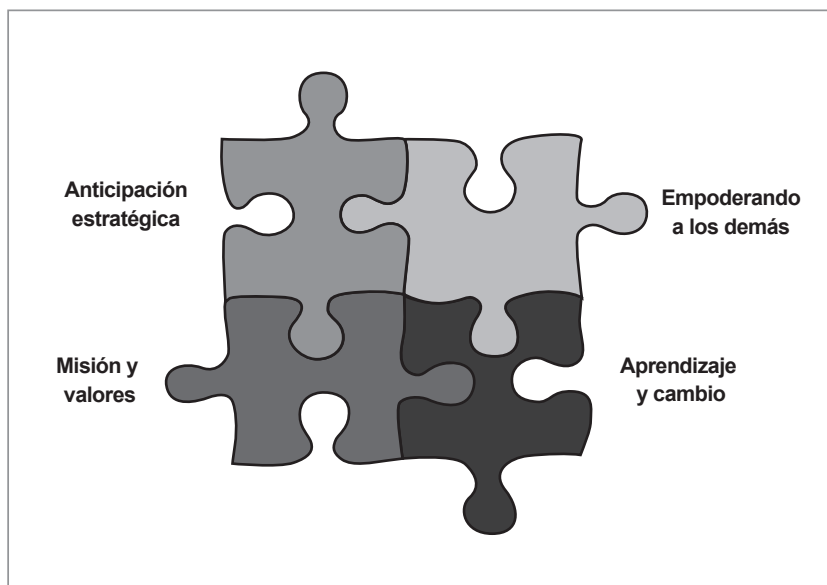 Anticipación
estratégica
Empoderando
a los demás
Misión y
valores
Aprendizaje
y cambio